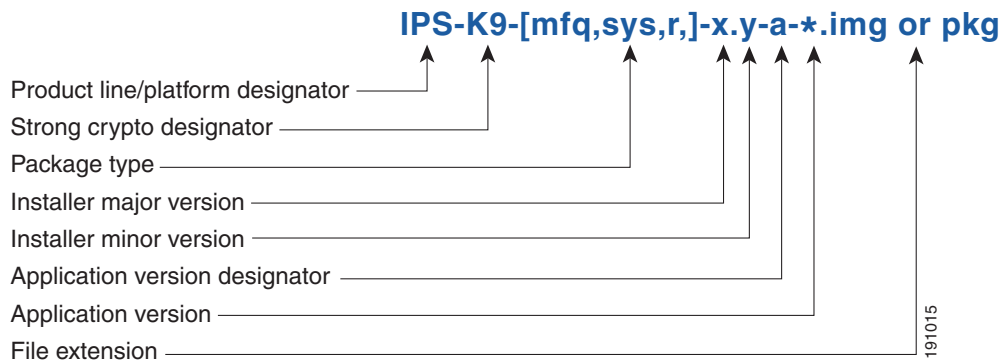 IPS-K9-[mfq,sys,r,]-x.y-a-*.img or pkg
Product line/platform designator
Strong crypto designator
Package type
Installer major version
Installer minor version
Application version designator
Application version
File extension
191015